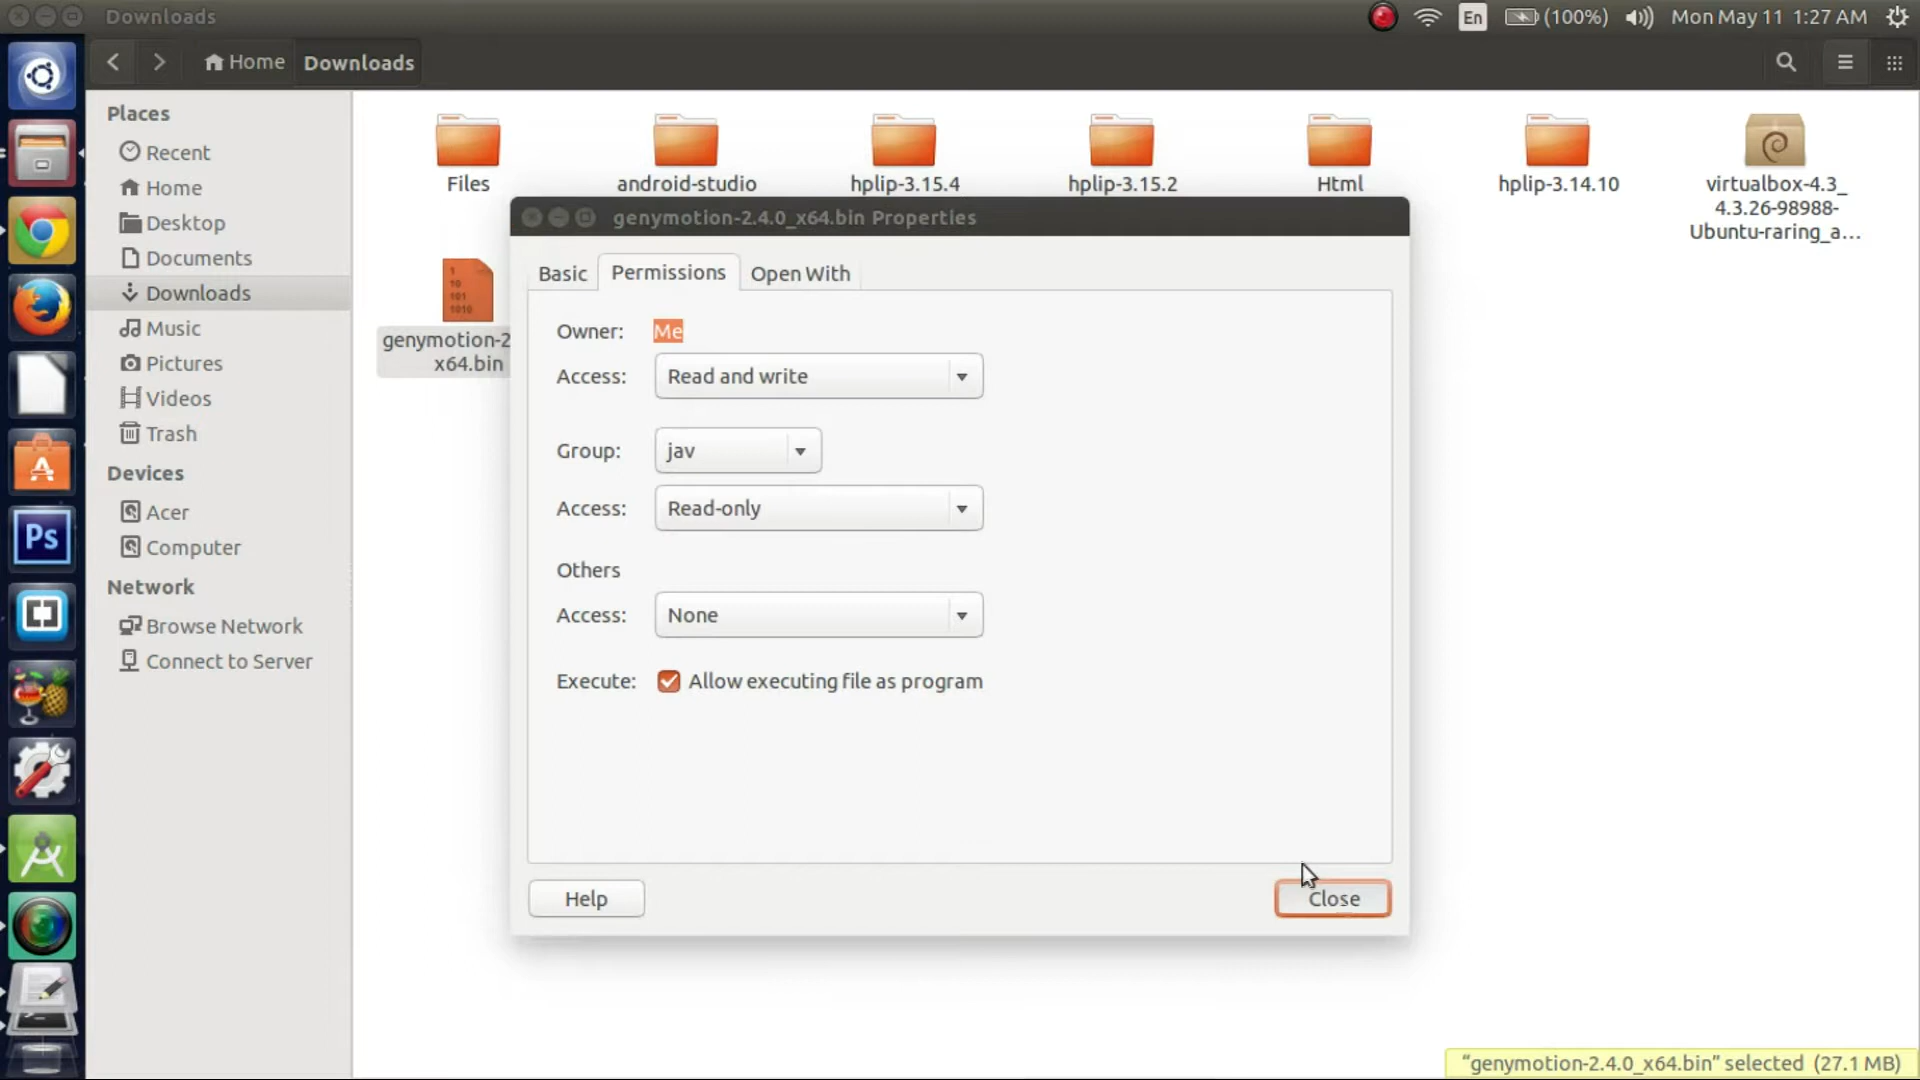 Downloads
En
(100%)
Mon May 11 1:27 AM
Home
Downloads
Places
Recent
Home
Desktop
Documents
Downloads
Music
Pictures
Videos
Trash
Devices
Acer
Computer
Network
Browse Network
Connect to Server
Files
android-studio
hplip-3.15.4
hplip-3.15.2
Html
hplip-3.14.10
virtualbox-4.3_
4.3.26-98988-
Ubuntu-raring_a...
1
10
101
1010
genymotion-2
x64.bin
genymotion-2.4.0_x64.bin Properties
Basic
Permissions
Open With
Owner: Me
Access: Read and write
Group: jav
Access: Read-only
Others
Access: None
Execute: Allow executing file as program
Help
Close
Ps
"genymotion-2.4.0_x64.bin" selected (27.1 MB)